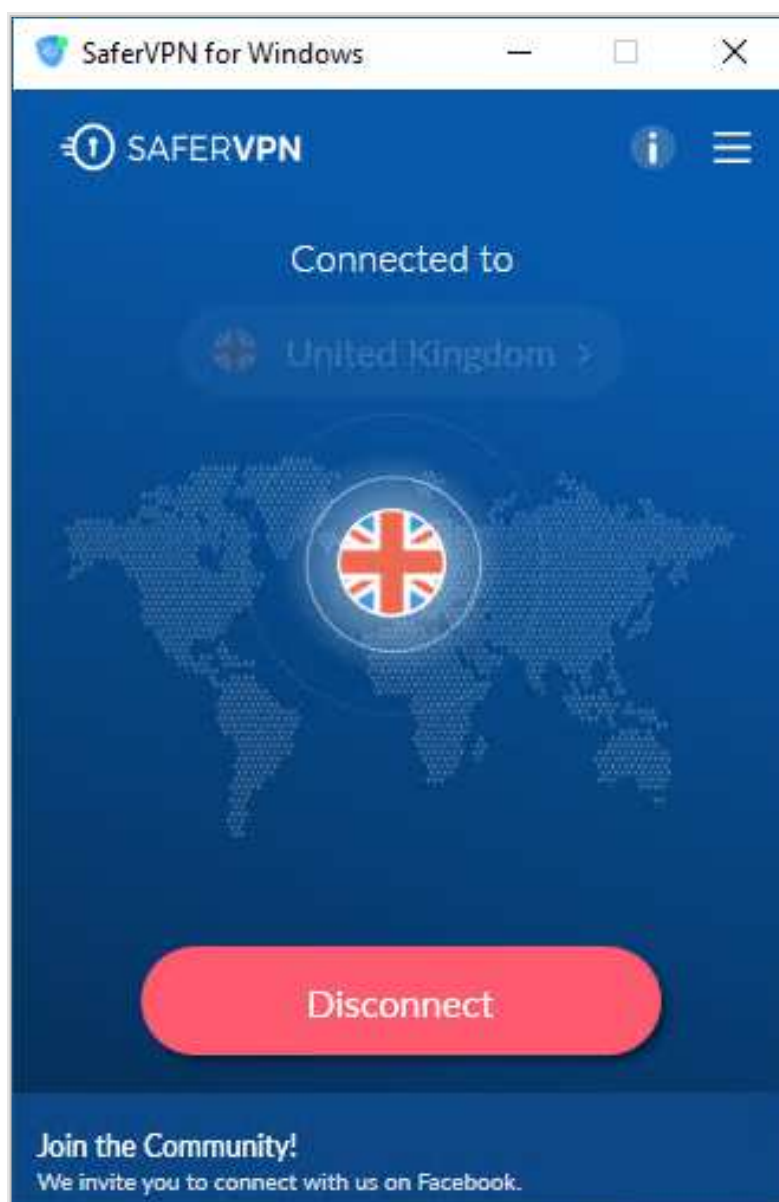 SaferVPN for Windows
SAFERVPN
Connected to
United Kingdom
Disconnect
Join the Community!
We invite you to connect with us on Facebook.